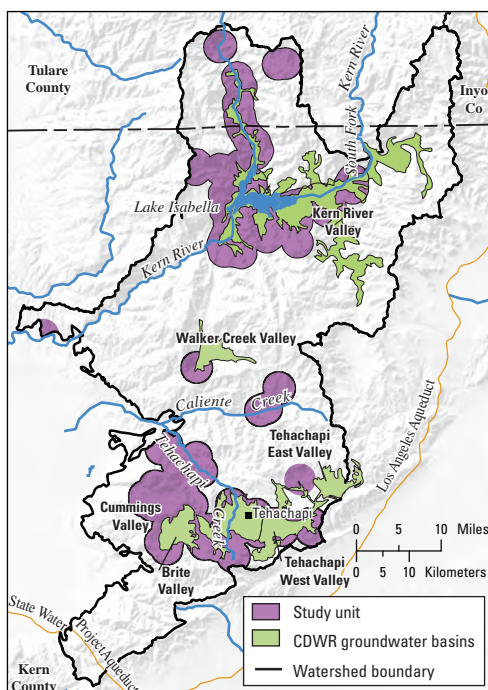 Tulare
County
Kern River
Inyo
Co
South Fork
Lake Isabella
Kern River
Valley
Kern River
Walker Creek Valley
Caliente Creek
Tehachapi
East Valley
Los Angeles Aqueduct
Tehachapi Creek
Cummings
Valley
Tehachapi
0 5 10 Miles
0 5 10 Kilometers
Brite
Valley
Tehachapi
West Valley
State Water Project Aqueduct
Kern
County
Study unit
CDWR groundwater basins
Watershed boundary